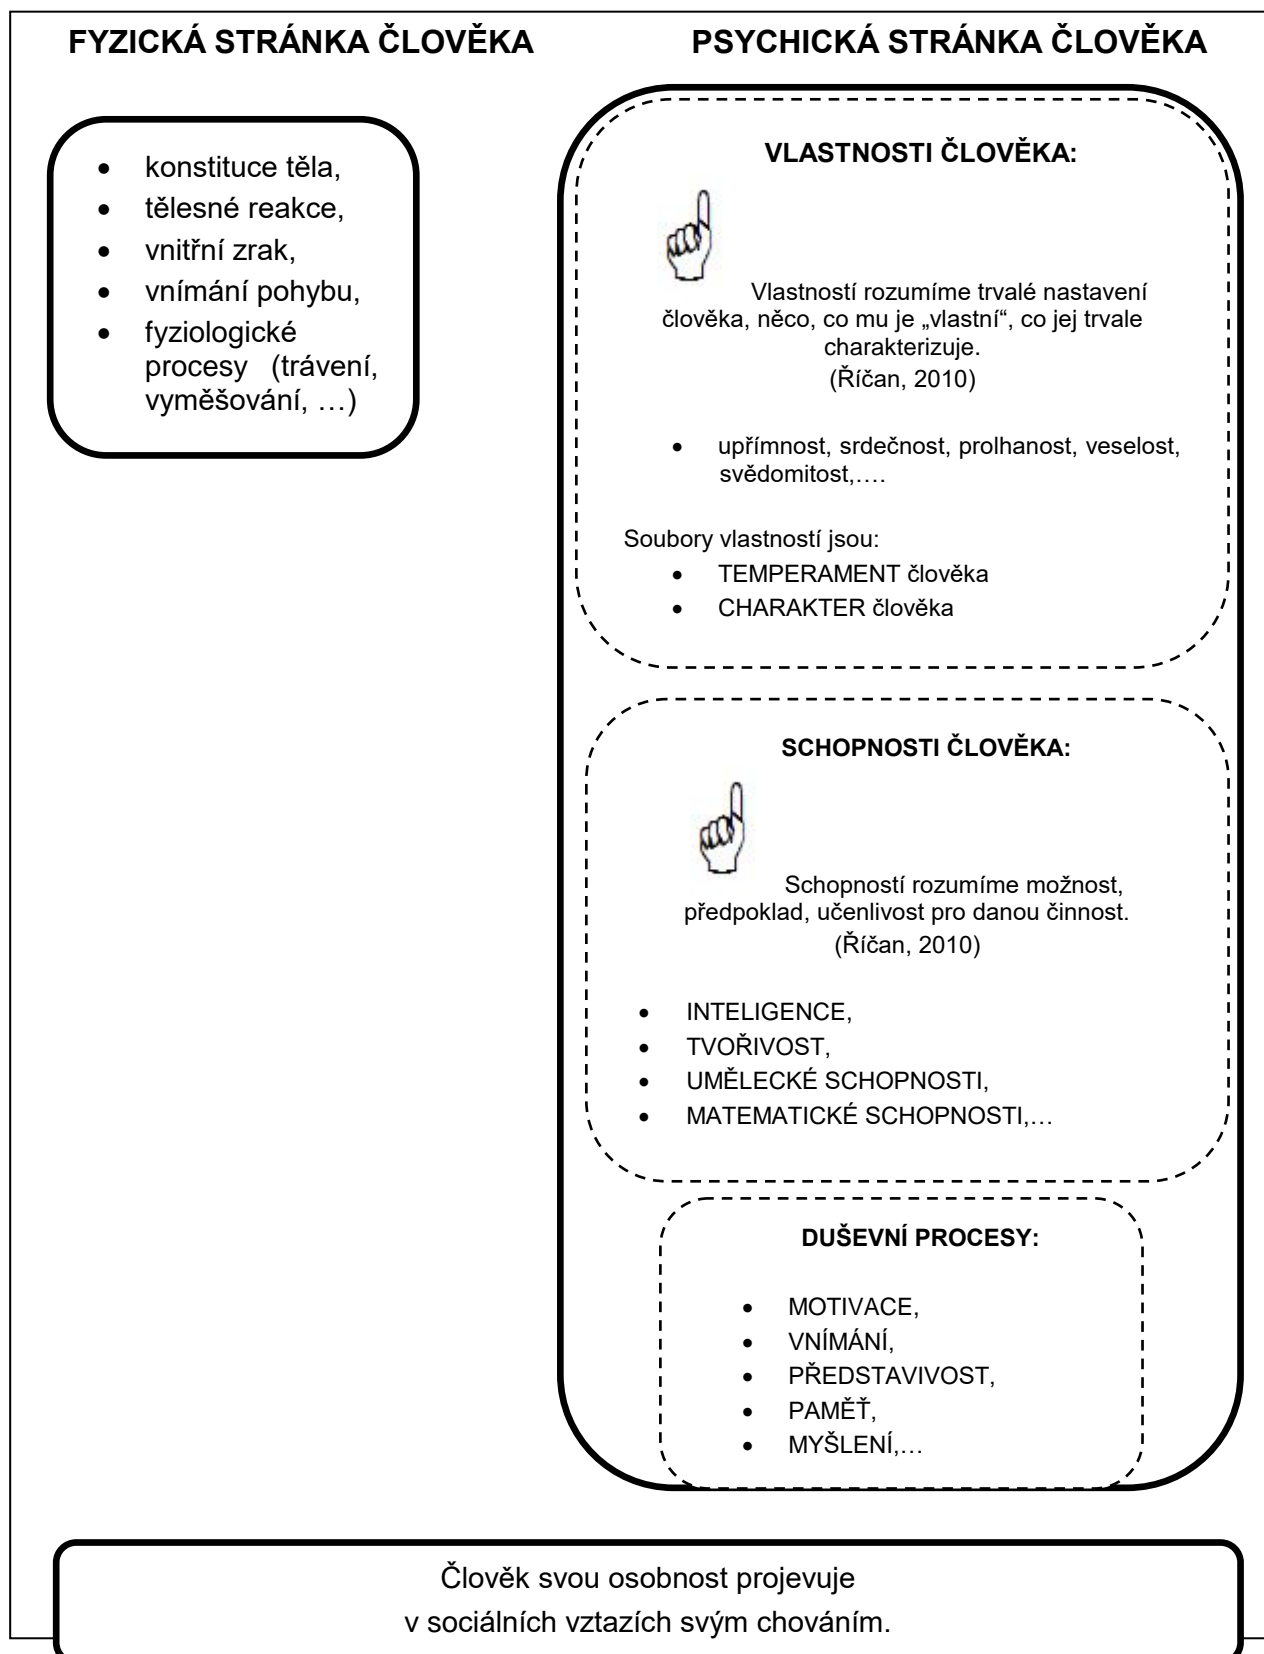 FYZICKÁ STRÁNKA ČLOVĚKA
• konstituce těla,
• tělesné reakce,
• vnitřní zrak,
• vnímání pohybu,
• fyziologické
procesy (trávení,
vyměšování, …)
PSYCHICKÁ STRÁNKA ČLOVĚKA
VLASTNOSTI ČLOVĚKA:
Vlastností rozumíme trvalé nastavení
člověka, něco, co mu je „vlastní“, co jej trvale
charakterizuje.
(Říčan, 2010)
• upřímnost, srdečnost, prolhanost, veselost,
svědomitost,….
Soubory vlastností jsou:
• TEMPERAMENT člověka
• CHARAKTER člověka
SCHOPNOSTI ČLOVĚKA:
Schopností rozumíme možnost,
předpoklad, učenlivost pro danou činnost.
(Říčan, 2010)
• INTELIGENCE,
• TVOŘIVOST,
• UMĚLECKÉ SCHOPNOSTI,
• MATEMATICKÉ SCHOPNOSTI,…
DUŠEVNÍ PROCESY:
• MOTIVACE,
• VNÍMÁNÍ,
• PŘEDSTAVIVOST,
• PAMĚŤ,
• MYŠLENÍ,…
Člověk svou osobnost projevuje
v sociálních vztazích svým chováním.